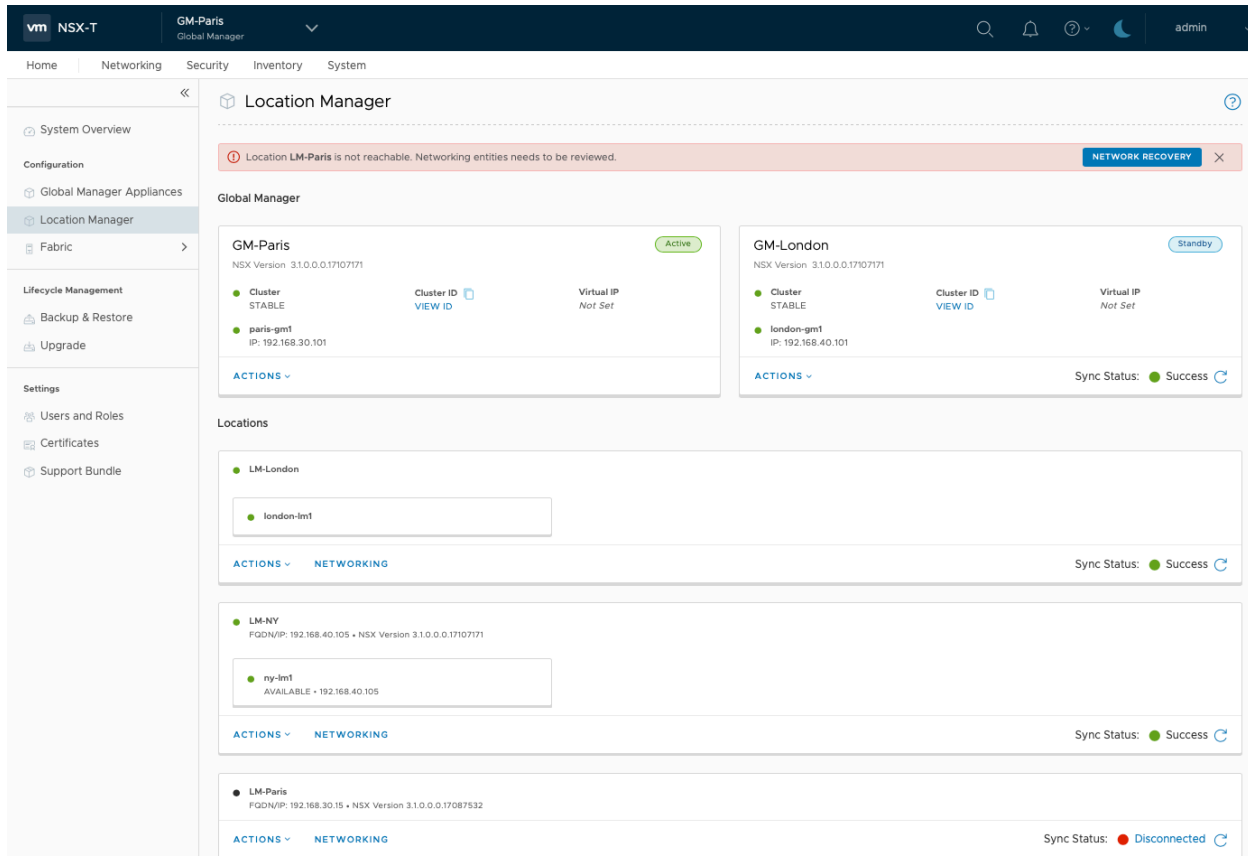 vm NSX-T
GM-Paris
Global Manager
admin
Home Networking Security Inventory System
System Overview
Configuration
Global Manager Appliances
Location Manager
Fabric
Lifecycle Management
Backup & Restore
Upgrade
Settings
Users and Roles
Certificates
Support Bundle
Location Manager
Location LM-Paris is not reachable. Networking entities needs to be reviewed.
NETWORK RECOVERY
Global Manager
GM-Paris
Active
NSX Version 3.1.0.0.0.17107171
Cluster
STABLE
Cluster ID
VIEW ID
Virtual IP
Not Set
paris-gm1
IP: 192.168.30.101
ACTIONS
GM-London
Standby
NSX Version 3.1.0.0.0.17107171
Cluster
STABLE
Cluster ID
VIEW ID
Virtual IP
Not Set
london-gm1
IP: 192.168.40.101
ACTIONS
Sync Status: Success
Locations
LM-London
london-lm1
ACTIONS NETWORKING
Sync Status: Success
LM-NY
FQDN/IP: 192.168.40.105 • NSX Version 3.1.0.0.0.17107171
ny-lm1
AVAILABLE • 192.168.40.105
ACTIONS NETWORKING
Sync Status: Success
LM-Paris
FQDN/IP: 192.168.30.15 • NSX Version 3.1.0.0.0.17087532
ACTIONS NETWORKING
Sync Status: Disconnected